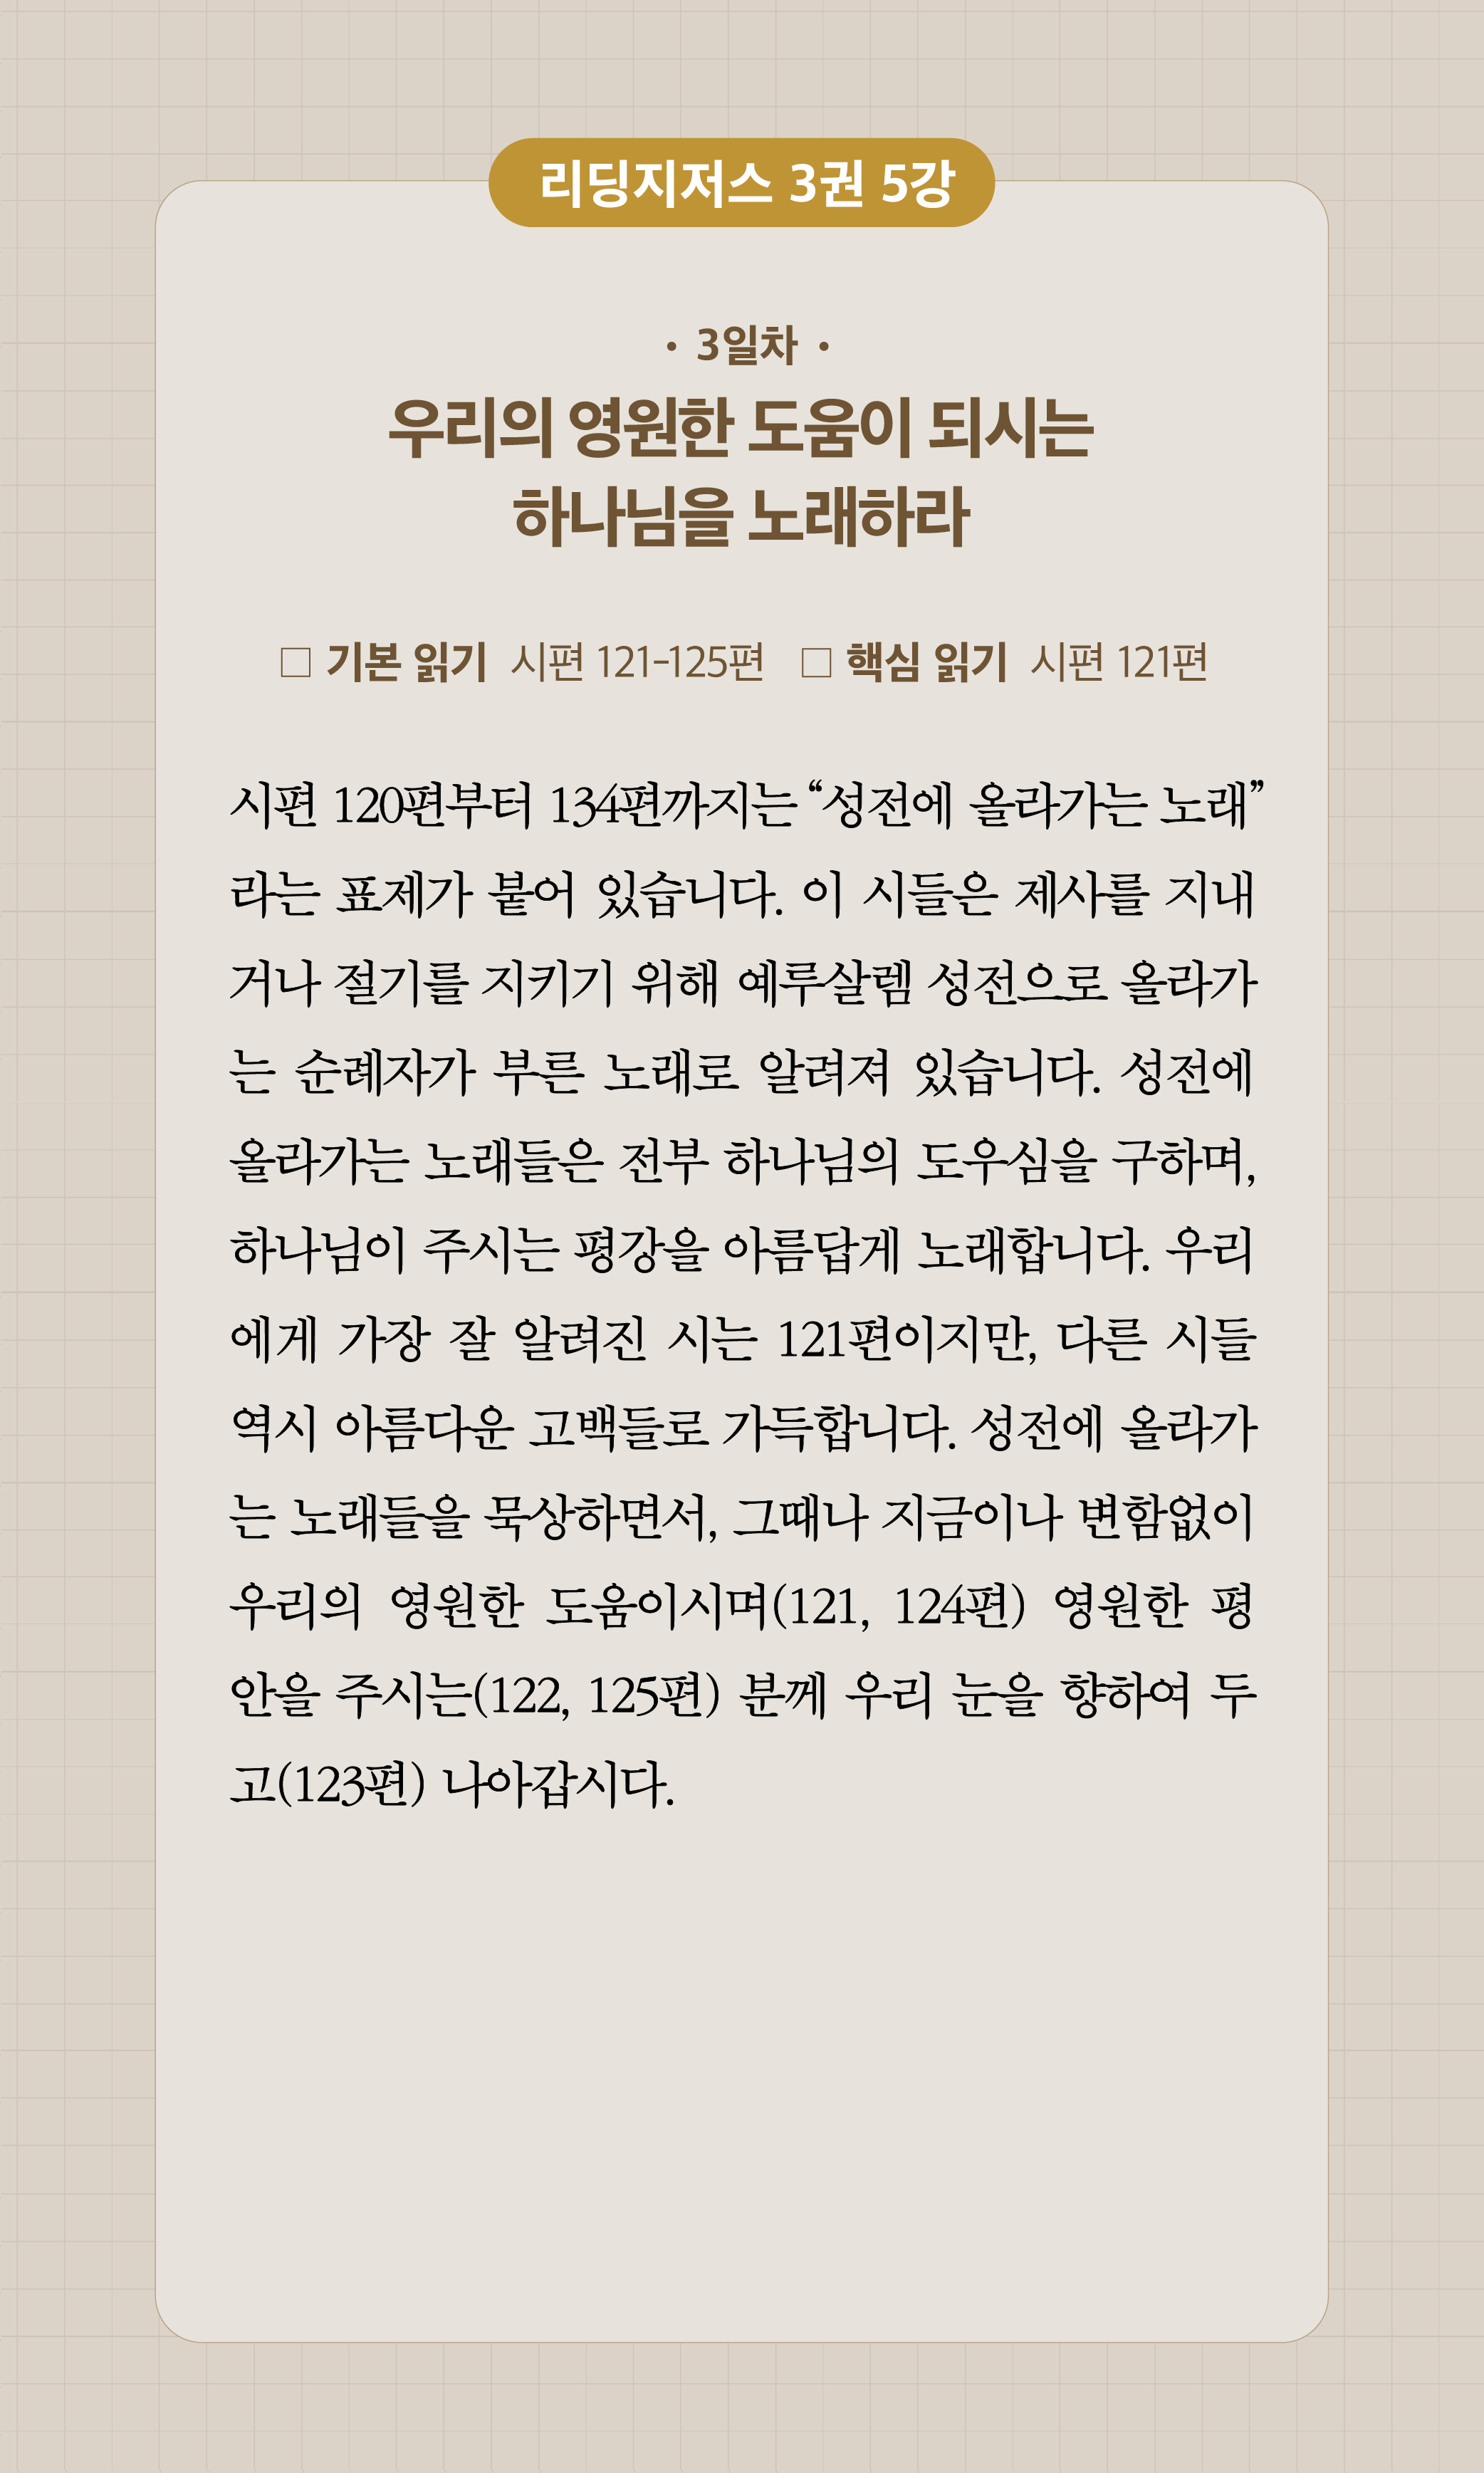 리딩지저스 3권 5강
· 3일차 ·
우리의 영원한 도움이 되시는
하나님을 노래하라
□ 기본 읽기 시편 121-125편 □ 핵심 읽기 시편 121편
시편 120편부터 134편까지는 “성전에 올라가는 노래”
라는 표제가 붙어 있습니다. 이 시들은 제사를 지내
거나 절기를 지키기 위해 예루살렘 성전으로 올라가
는 순례자가 부른 노래로 알려져 있습니다. 성전에
올라가는 노래들은 전부 하나님의 도우심을 구하며,
하나님이 주시는 평강을 아름답게 노래합니다. 우리
에게 가장 잘 알려진 시는 121편이지만, 다른 시들
역시 아름다운 고백들로 가득합니다. 성전에 올라가
는 노래들을 묵상하면서, 그때나 지금이나 변함없이
우리의 영원한 도움이시며(121, 124편) 영원한 평
안을 주시는(122, 125편) 분께 우리 눈을 향하여 두
고(123편) 나아갑시다.